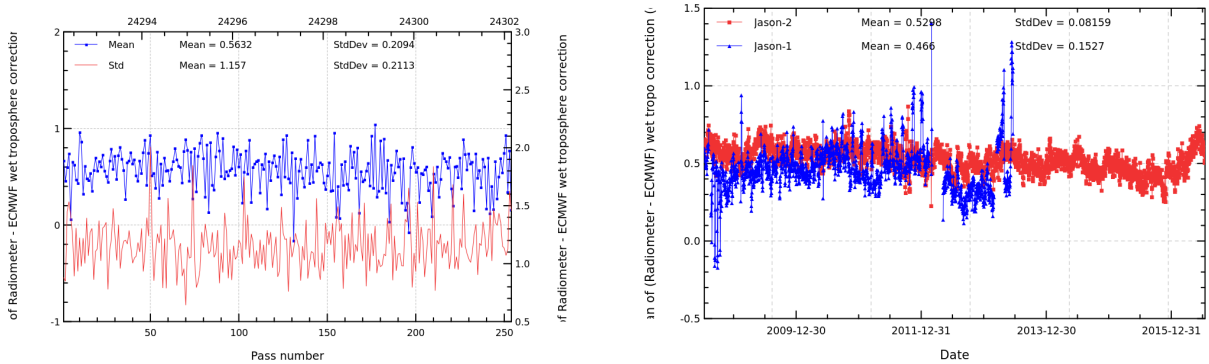 24294 24296 24298 24300 24302
of Radiometer - ECMWF wet troposphere correction
2
1
0
-1
Mean Mean = 0.5632 StdDev = 0.2094
Std Mean = 1.157 StdDev = 0.2113
3.0
2.5
2.0
1.5
1.0
0.5
of Radiometer - ECMWF wet troposphere correction
50 100 150 200 250
Pass number
an of (Radiometer - ECMWF) wet tropo correction (
1.5
1.0
0.5
0.0
-0.5
Jason-2 Mean = 0.5298 StdDev = 0.08159
Jason-1 Mean = 0.466 StdDev = 0.1527
2009-12-30 2011-12-31 2013-12-30 2015-12-31
Date